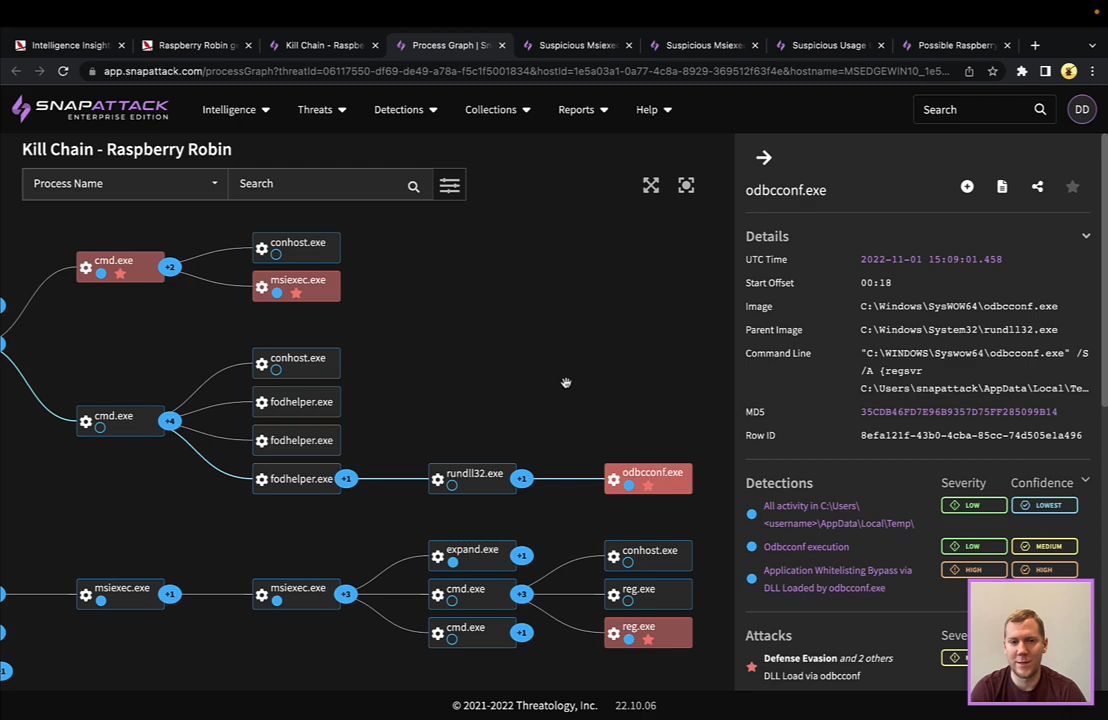 Intelligence Insight
Raspberry Robin ge
Kill Chain - Raspbe
Process Graph | Sn
Suspicious Msiexe
Suspicious Msiexe
Suspicious Usage
Possible Raspberry
app.snapattack.com/processGraph?threatId=06117550-df69-de49-a78a-f5c1f5001834&hostId=1e5a03a1-0a77-4c8a-8929-369512f63f4e&hostname=MSEDGEWIN10_1e5...
SNAPATTACK
ENTERPRISE EDITION
Intelligence
Threats
Detections
Collections
Reports
Help
Search
DD
Kill Chain - Raspberry Robin
Process Name
Search
cmd.exe
+2
conhost.exe
msiexec.exe
cmd.exe
+4
conhost.exe
fodhelper.exe
fodhelper.exe
fodhelper.exe
+1
rundll32.exe
+1
odbcconf.exe
msiexec.exe
+1
msiexec.exe
+3
expand.exe
+1
cmd.exe
+3
cmd.exe
+1
conhost.exe
reg.exe
reg.exe
odbcconf.exe
Details
UTC Time 2022-11-01 15:09:01.458
Start Offset 00:18
Image C:\Windows\SysWOW64\odbcconf.exe
Parent Image C:\Windows\System32\rundll32.exe
Command Line "C:\WINDOWS\Syswow64\odbcconf.exe" /S
/A {regsvr
C:\Users\snapattack\AppData\Local\Te...
MD5 35CDB46FD7E96B9357D75FF285099B14
Row ID 8efa121f-43b0-4cba-85cc-74d505e1a496
Detections Severity Confidence
All activity in C:\Users\ LOW LOWEST
<username>\AppData\Local\Temp\
Odbcconf execution LOW MEDIUM
Application Whitelisting Bypass via HIGH HIGH
DLL Loaded by odbcconf.exe
Attacks Seve
Defense Evasion and 2 others
DLL Load via odbcconf
© 2021-2022 Threatology, Inc. 22.10.06